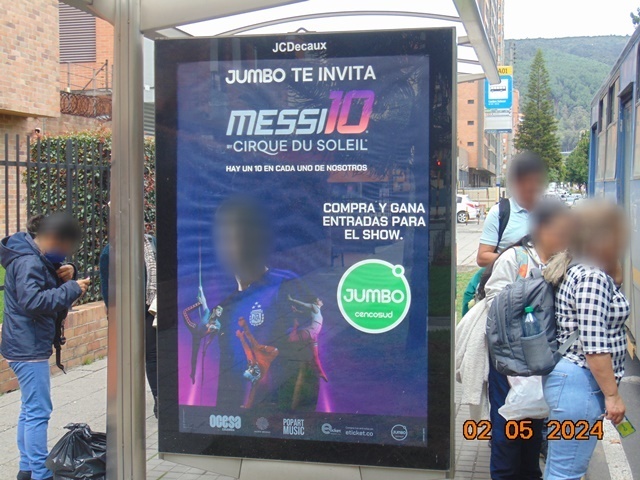 JCDecaux
JUMBO TE INVITA
MESSI10
BY CIRQUE DU SOLEIL
HAY UN 10 EN CADA UNO DE NOSOTROS
COMPRA Y GANA
ENTRADAS PARA
EL SHOW.
JUMBO
cencosud
OCESA
POPART
MUSIC
eticket.co
JUMBO
02 05 2024